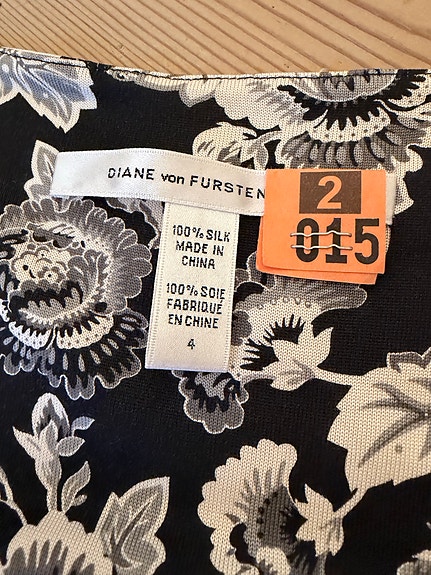 DIANE von FURSTEN
2
015
100% SILK
MADE IN
CHINA
100% SOIE
FABRIQUÉ
EN CHINE
4